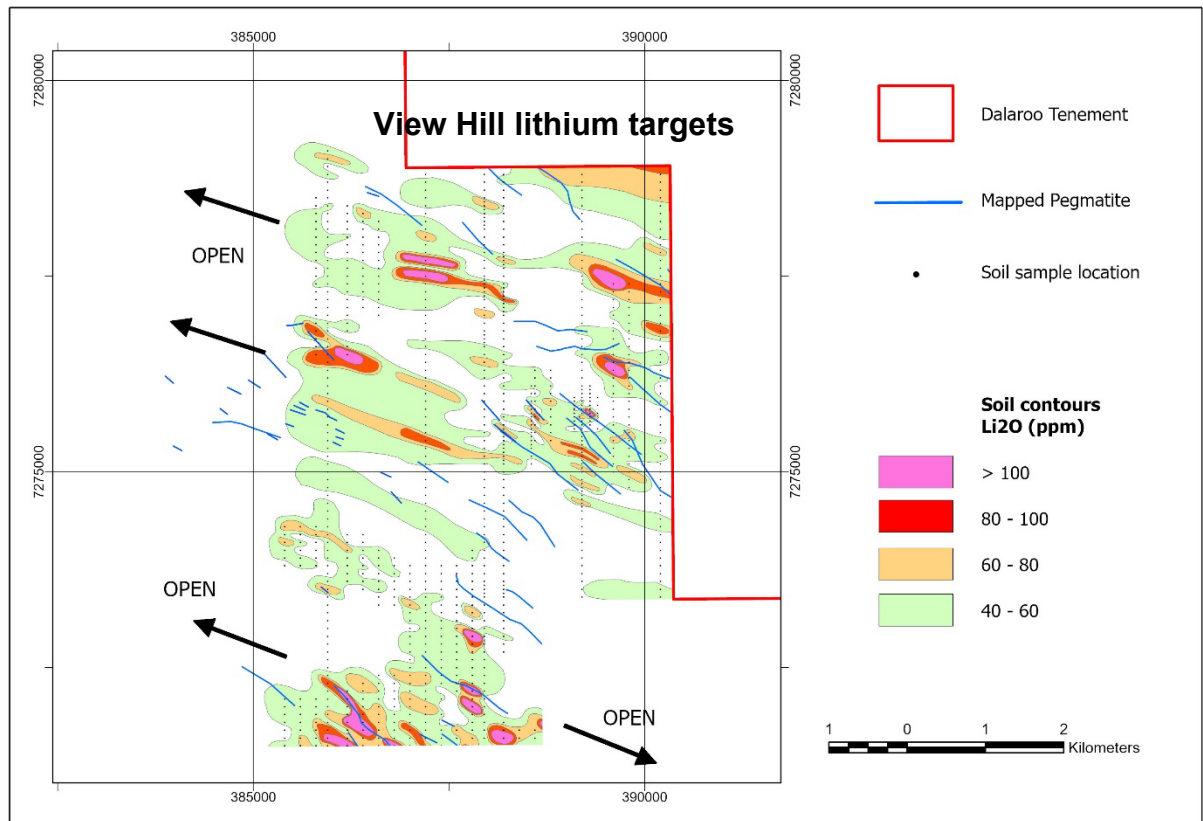 385000
390000
7280000
7280000
View Hill lithium targets
Dalaroo Tenement
Mapped Pegmatite
OPEN
Soil sample location
Soil contours
Li2O (ppm)
> 100
7275000
7275000
80 - 100
60 - 80
OPEN
40 - 60
OPEN
1 0 1 2
Kilometers
385000
390000